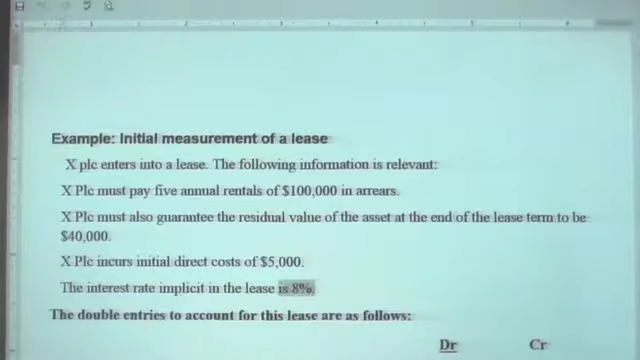 Example: Initial measurement of a lease
X plc enters into a lease. The following information is relevant:
X Plc must pay five annual rentals of $100,000 in arrears.
X Plc must also guarantee the residual value of the asset at the end of the lease term to be
$40,000.
X Plc incurs initial direct costs of $5,000.
The interest rate implicit in the lease is 8%.
The double entries to account for this lease are as follows:
Dr Cr